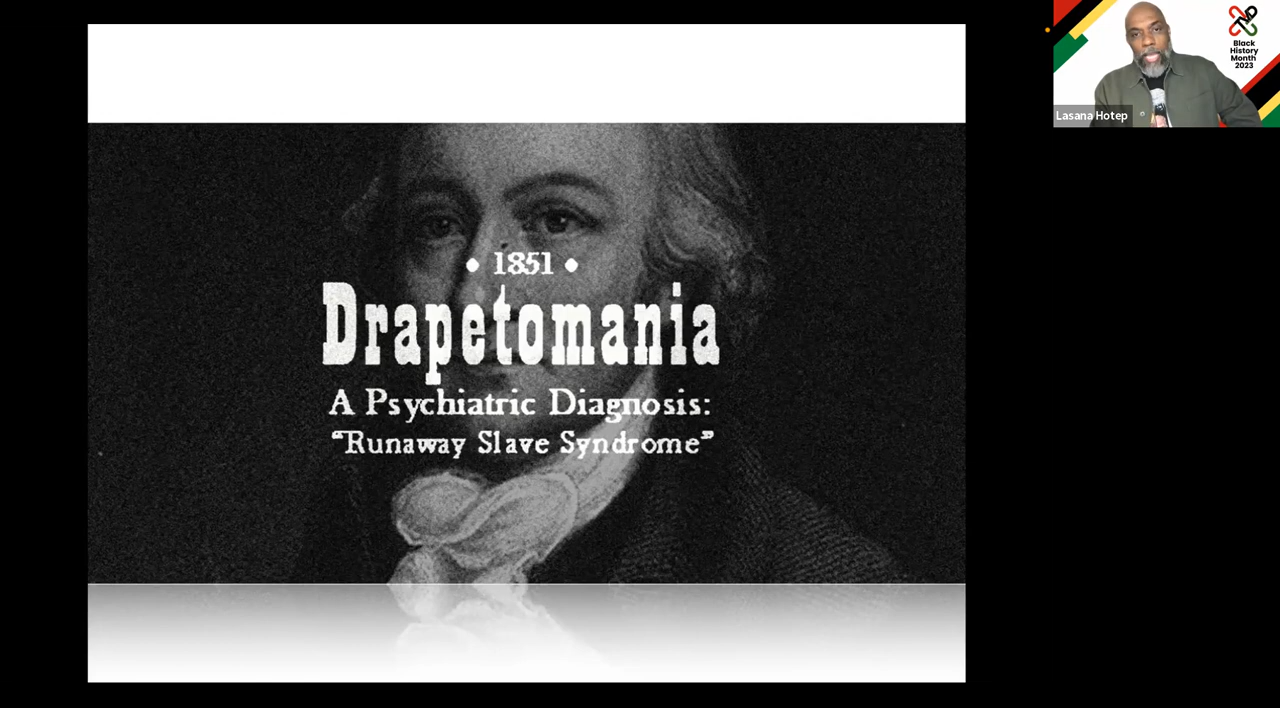 • 1851 •
Drapetomania
A Psychiatric Diagnosis:
“Runaway Slave Syndrome”
Black
History
Month
2023
Lasana Hotep